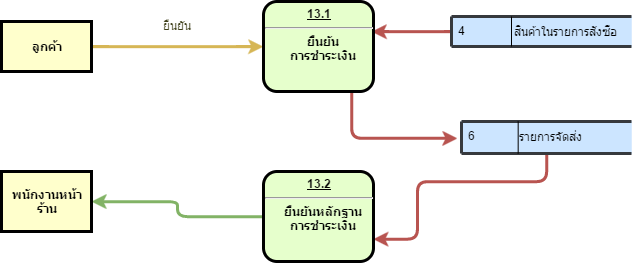 ลูกค้า
ยืนยัน
13.1
ยืนยัน
การชำระเงิน
4
สินค้าในรายการสั่งซื้อ
6
รายการจัดส่ง
พนักงานหน้า
ร้าน
13.2
ยืนยันหลักฐาน
การชำระเงิน